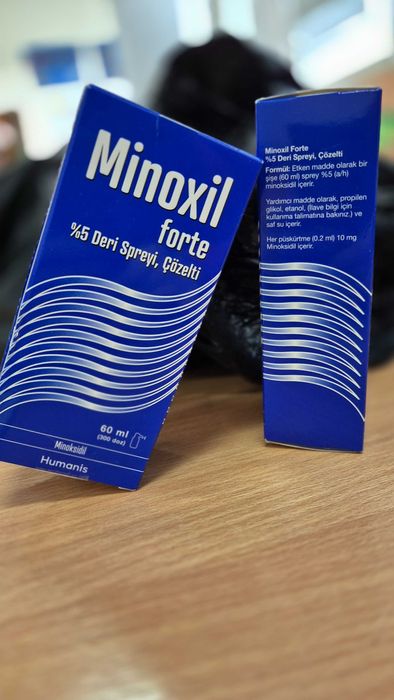 Minoxil
forte
%5 Deri Spreyi, Çözelti
60 ml
(300 doz)
Minoksidil
Humanis
Minoxil Forte
%5 Deri Spreyi, Çözelti
Formül: Etken madde olarak bir
şişe (60 ml) sprey %5 (a/h)
minoksidil içerir.
Yardımcı madde olarak, propilen
glikol, etanol, (İlave bilgi için
kullanma talimatına bakınız.) ve
saf su içerir.
Her püskürtme (0.2 ml) 10 mg
Minoksidil içerir.